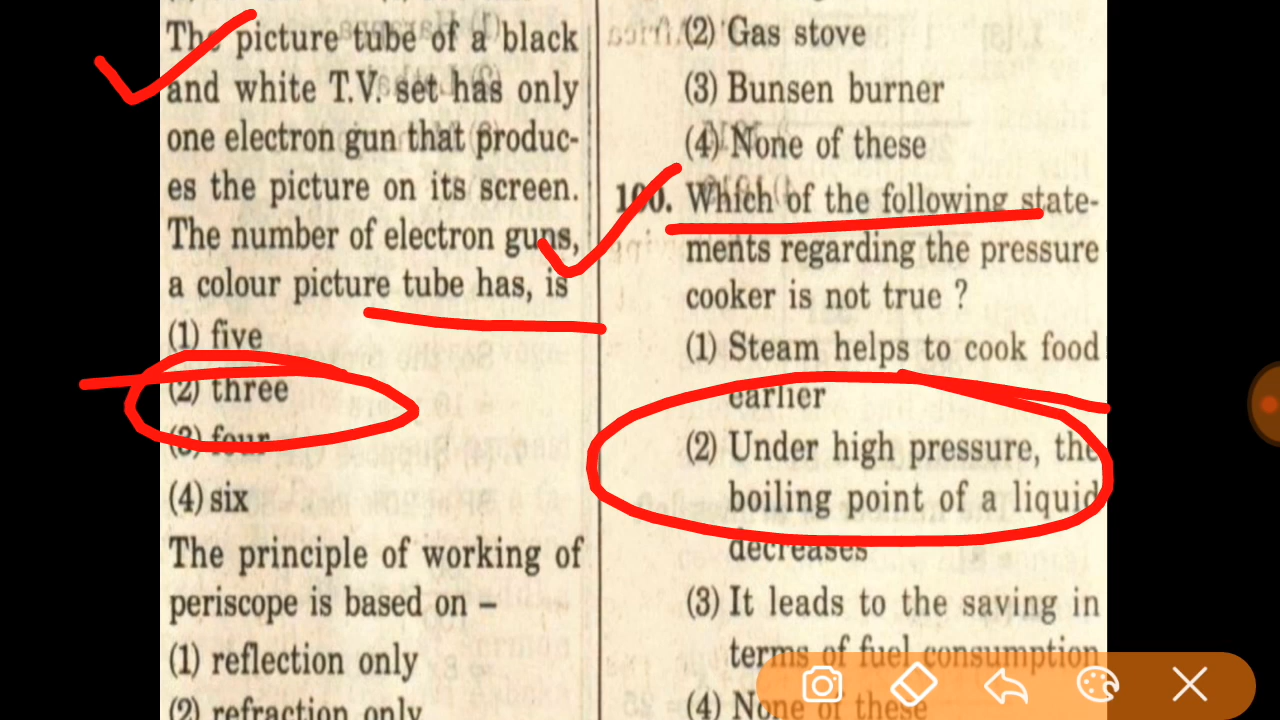 The picture tube of a black
and white T.V. set has only
one electron gun that produc-
es the picture on its screen.
The number of electron guns,
a colour picture tube has, is
(1) five
(2) three
(3) four
(4) six
The principle of working of
periscope is based on –
(1) reflection only
(2) refraction only
(2) Gas stove
(3) Bunsen burner
(4) None of these
100. Which of the following state-
ments regarding the pressure
cooker is not true ?
(1) Steam helps to cook food
earlier
(2) Under high pressure, the
boiling point of a liquid
decreases
(3) It leads to the saving in
terms of fuel consumption
(4) None of these